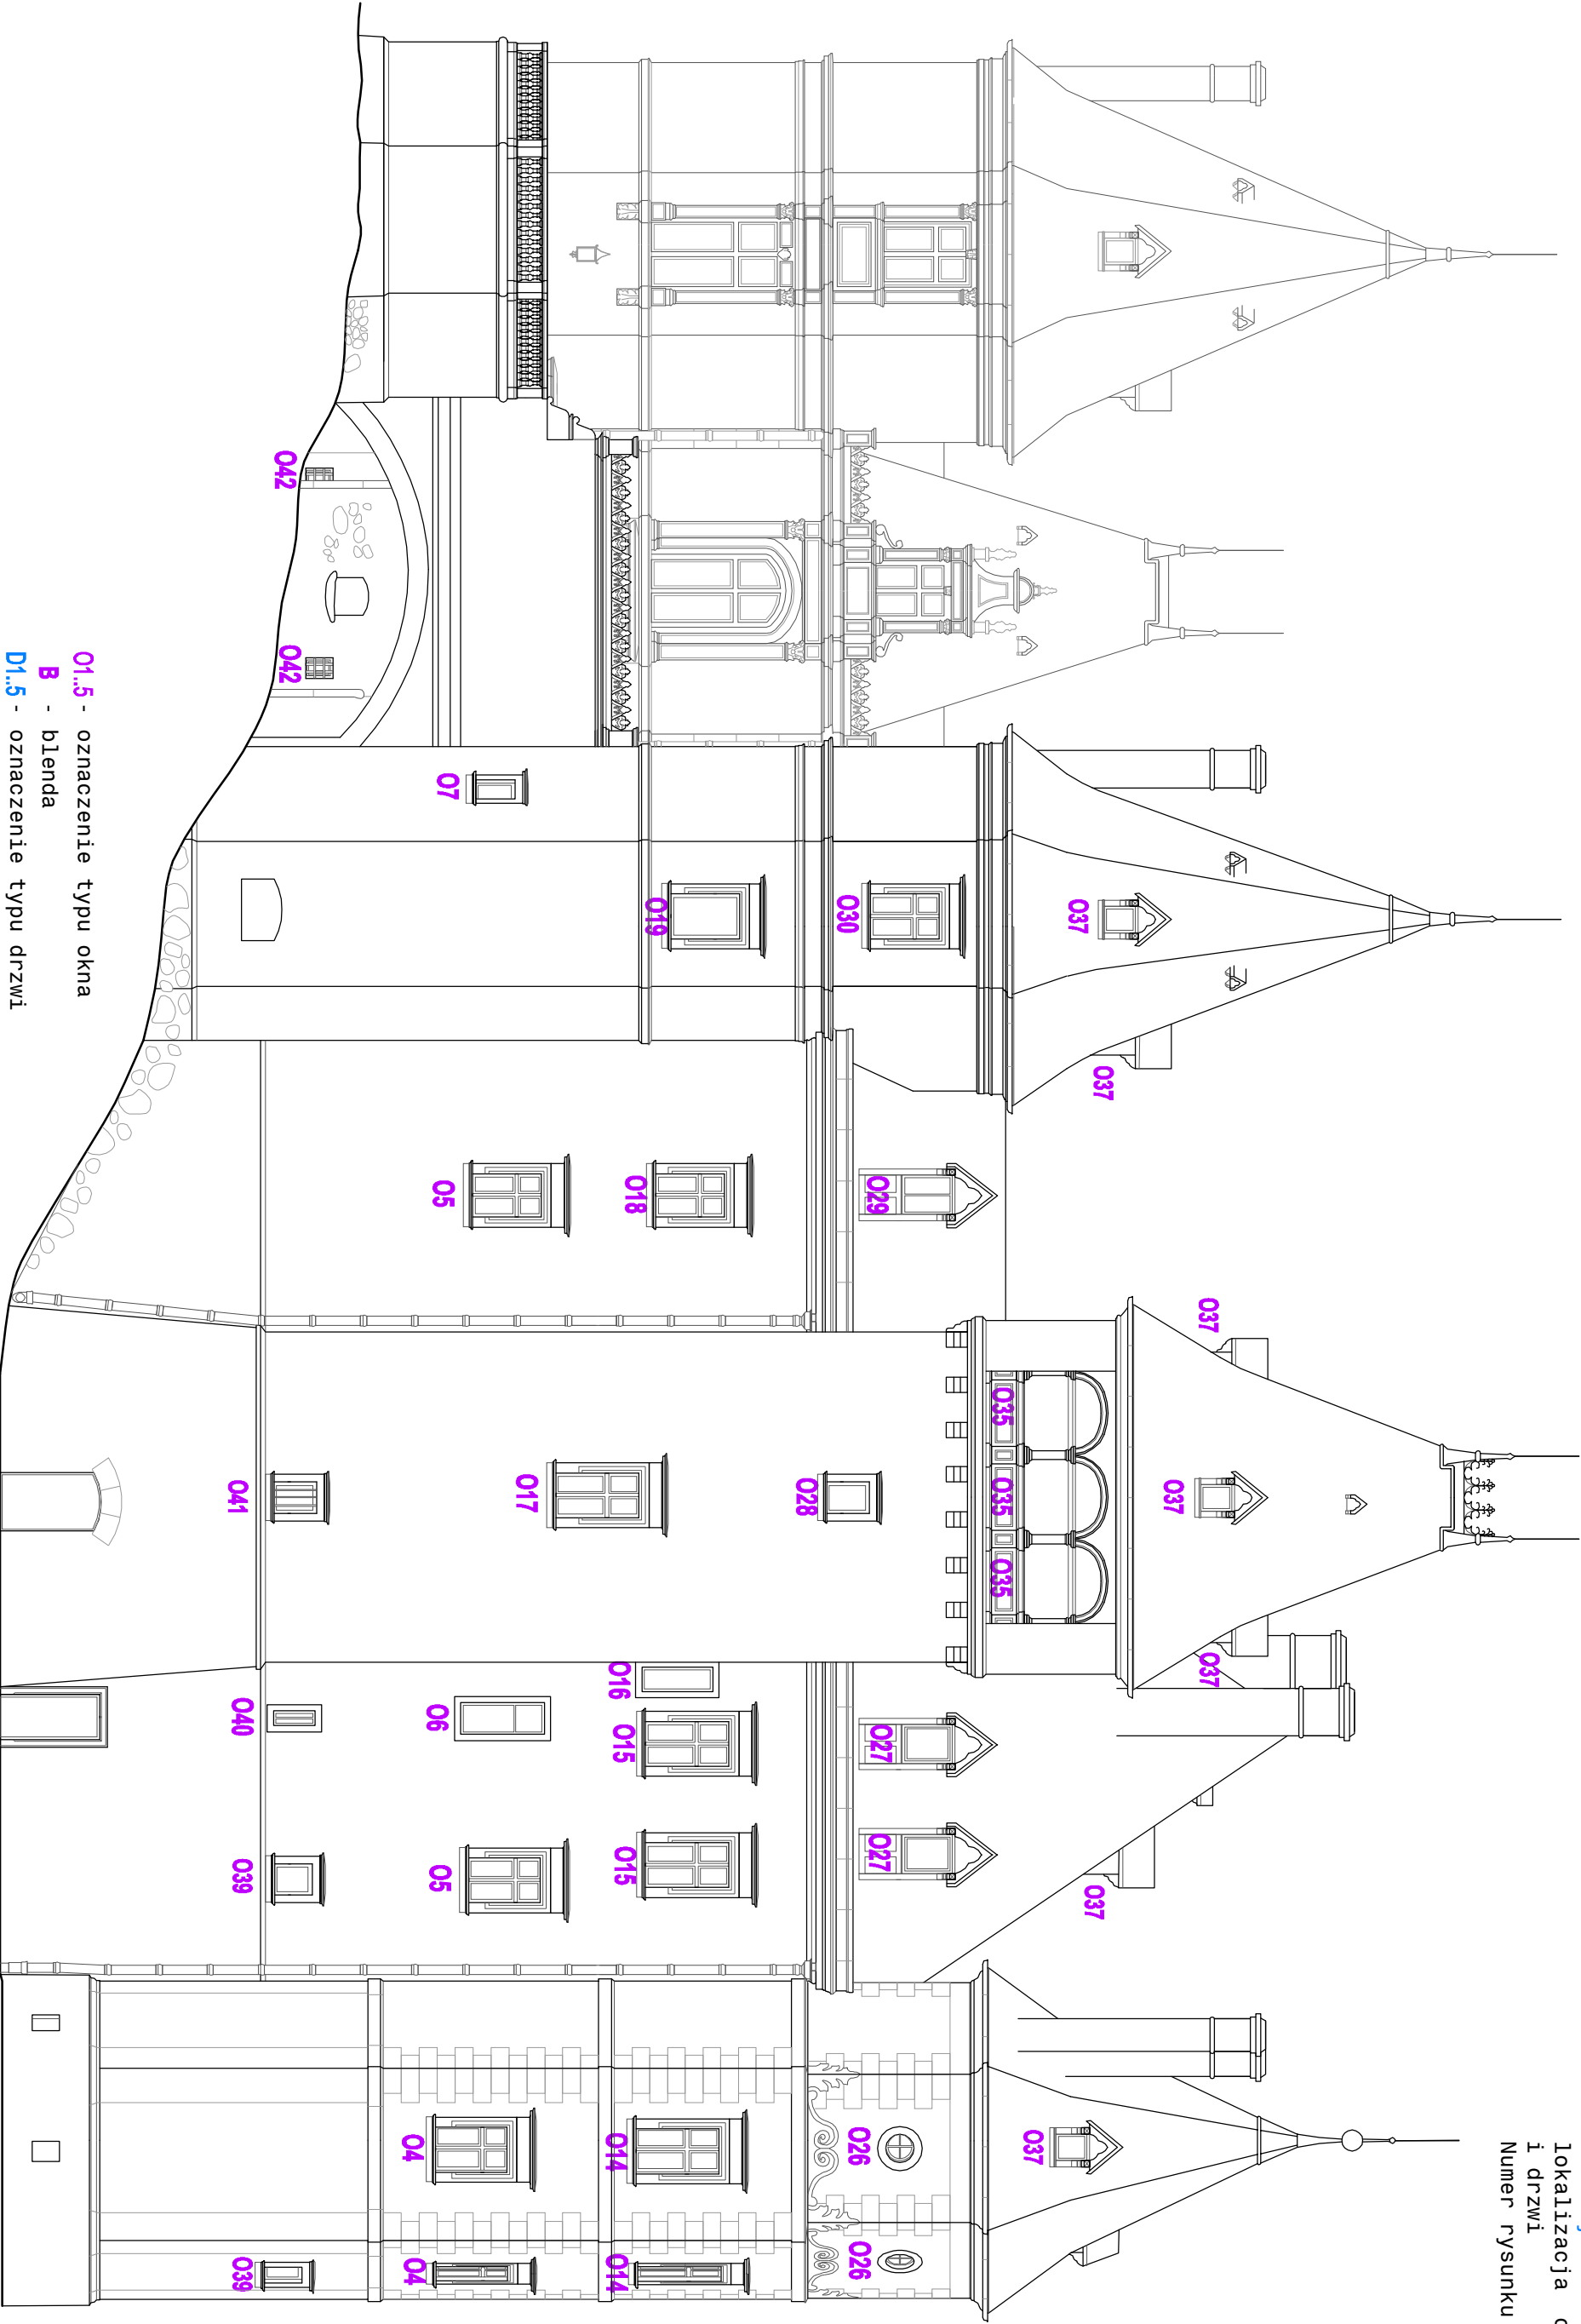 lokalizacja
i drzwi
Numer rysunku
O37
O37
O37
O37
O37
O37
O37
O35
O35
O35
O30
O29
O28
O27
O27
O26
O26
O19
O18
O17
O16
O15
O15
O14
O14
O7
O5
O6
O5
O4
O4
O42
O42
O41
O40
O39
O39
O1..5 - oznaczenie typu okna
B - blenda
D1..5 - oznaczenie typu drzwi